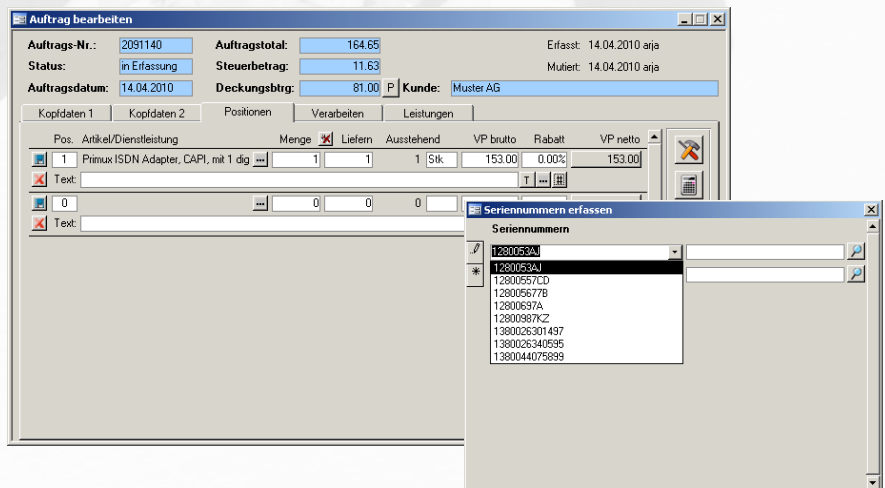 Auftrag bearbeiten
Auftrags-Nr.: 2091140 Auftragstotal: 164.65 Erfasst: 14.04.2010 arja
Status: in Erfassung Steuerbetrag: 11.63 Mutiert: 14.04.2010 arja
Auftragsdatum: 14.04.2010 Deckungsbtrg: 81.00 P Kunde: Muster AG
Kopfdaten 1 Kopfdaten 2 Positionen Verarbeiten Leistungen
Pos. Artikel/Dienstleistung Menge Liefern Ausstehend VP brutto Rabatt VP netto
1 Primux ISDN Adapter, CAPI, mit 1 dig ... 1 1 1 Stk 153.00 0.00% 153.00
Text: T ...
0 ... 0 0 0
Text:
Seriennummern erfassen
Seriennummern
1280053AJ
1280053AJ
12800557CD
128005677B
12800697A
12800987KZ
1380026301497
1380026340595
1380044075899